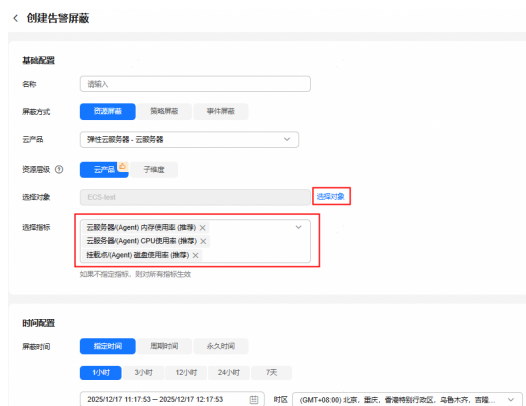 < 创建告警屏蔽
基础配置
名称 请输入
屏蔽方式 资源屏蔽 策略屏蔽 事件屏蔽
云产品 弹性云服务器 - 云服务器
资源层级 云产品 子维度
选择对象 ECS-test 选择对象
选择指标 云服务器/(Agent) 内存使用率 (推荐) ×
云服务器/(Agent) CPU使用率 (推荐) ×
挂载点/(Agent) 磁盘使用率 (推荐) ×
如果不指定指标，则对所有指标生效
时间配置
屏蔽时间 指定时间 周期时间 永久时间
1小时 3小时 12小时 24小时 7天
2025/12/17 11:17:53 – 2025/12/17 12:17:53 时区 (GMT+08:00) 北京，重庆，香港特别行政区，乌鲁木齐，吉隆...